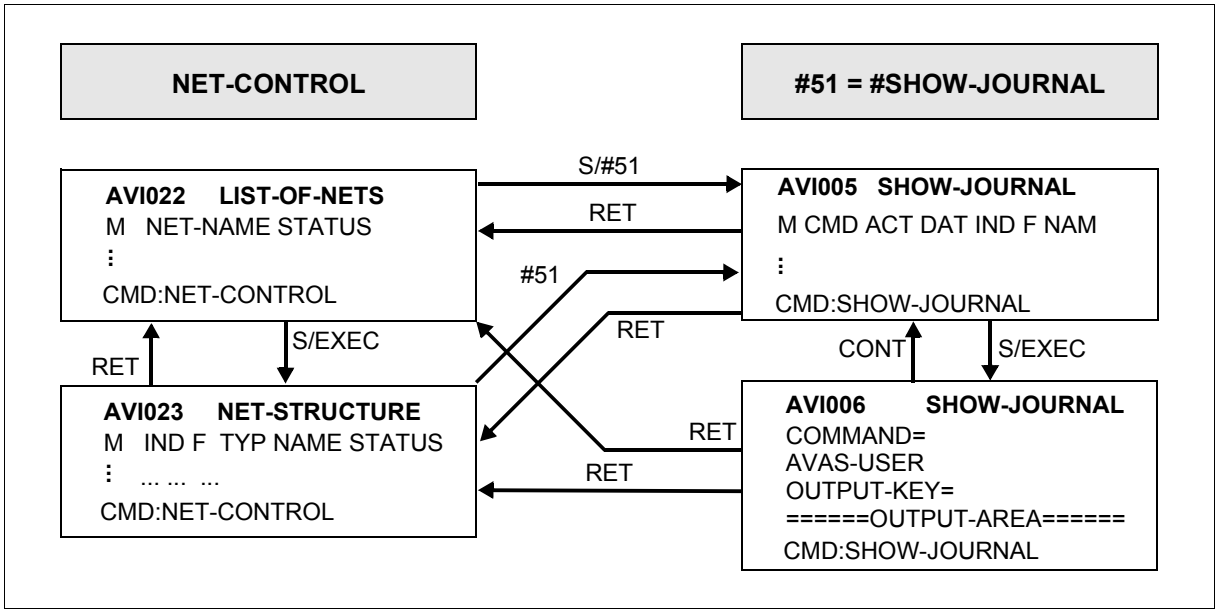 NET-CONTROL
#51 = #SHOW-JOURNAL
AVI022 LIST-OF-NETS
M NET-NAME STATUS
⋮
CMD:NET-CONTROL
S/#51
RET
#51
RET
AVI005 SHOW-JOURNAL
M CMD ACT DAT IND F NAM
⋮
CMD:SHOW-JOURNAL
RET
S/EXEC
CONT
S/EXEC
AVI023 NET-STRUCTURE
M IND F TYP NAME STATUS
⋮ ... ... ...
CMD:NET-CONTROL
RET
RET
AVI006 SHOW-JOURNAL
COMMAND=
AVAS-USER
OUTPUT-KEY=
======OUTPUT-AREA======
CMD:SHOW-JOURNAL